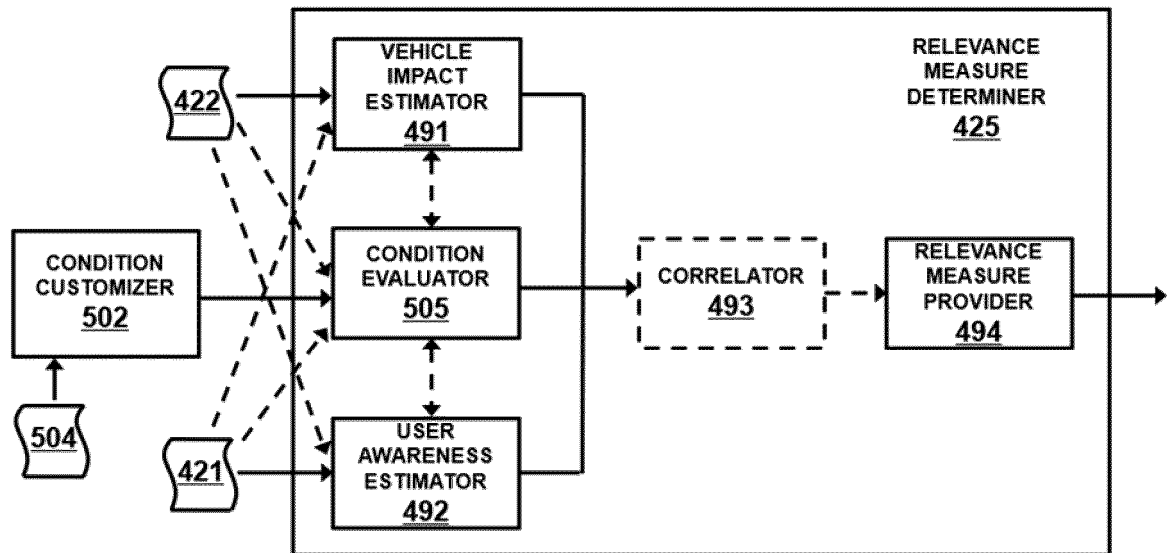 VEHICLE
IMPACT
ESTIMATOR
491
RELEVANCE
MEASURE
DETERMINER
425
422
CONDITION
CUSTOMIZER
502
CONDITION
EVALUATOR
505
CORRELATOR
493
RELEVANCE
MEASURE
PROVIDER
494
504
421
USER
AWARENESS
ESTIMATOR
492